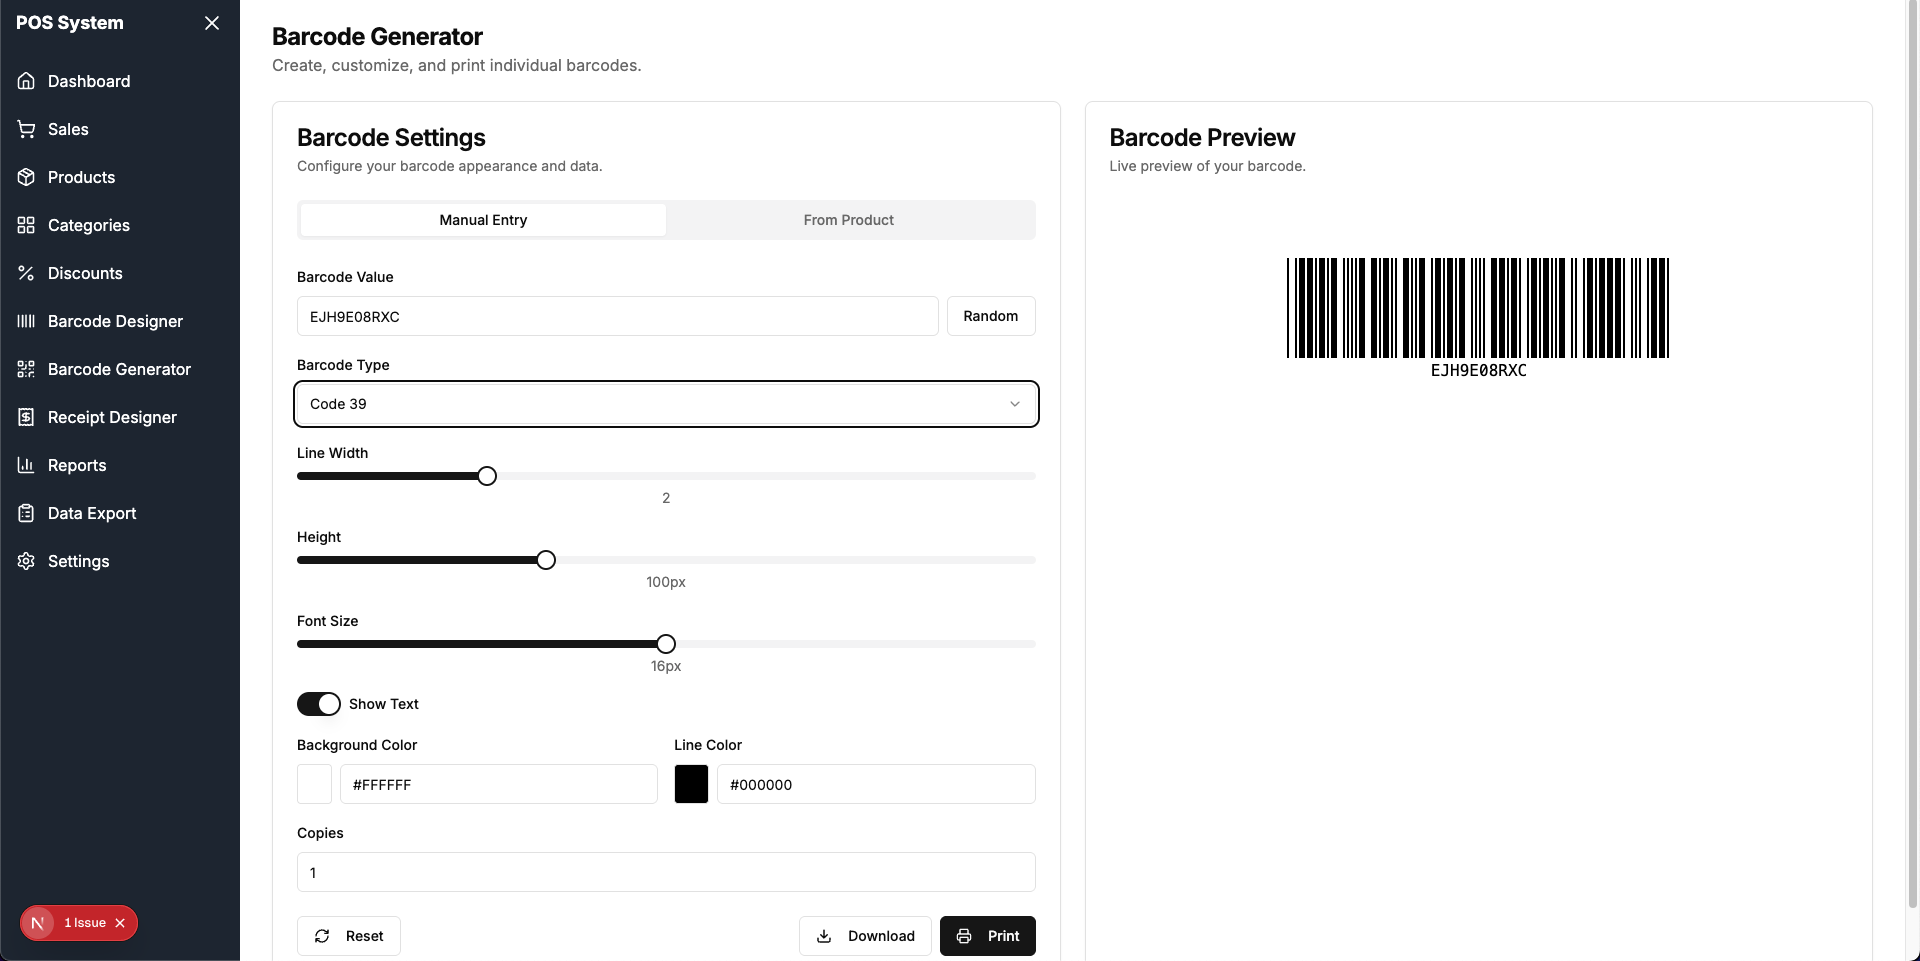 POS System
Dashboard
Sales
Products
Categories
Discounts
Barcode Designer
Barcode Generator
Receipt Designer
Reports
Data Export
Settings
N
1 Issue
Barcode Generator
Create, customize, and print individual barcodes.
Barcode Settings
Configure your barcode appearance and data.
Manual Entry
From Product
Barcode Value
EJH9E08RXC
Random
Barcode Type
Code 39
Line Width
2
Height
100px
Font Size
16px
Show Text
Background Color
Line Color
#FFFFFF
#000000
Copies
1
Reset
Download
Print
Barcode Preview
Live preview of your barcode.
EJH9E08RXC